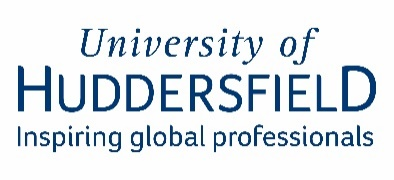 University of
HUDDERSFIELD
Inspiring global professionals